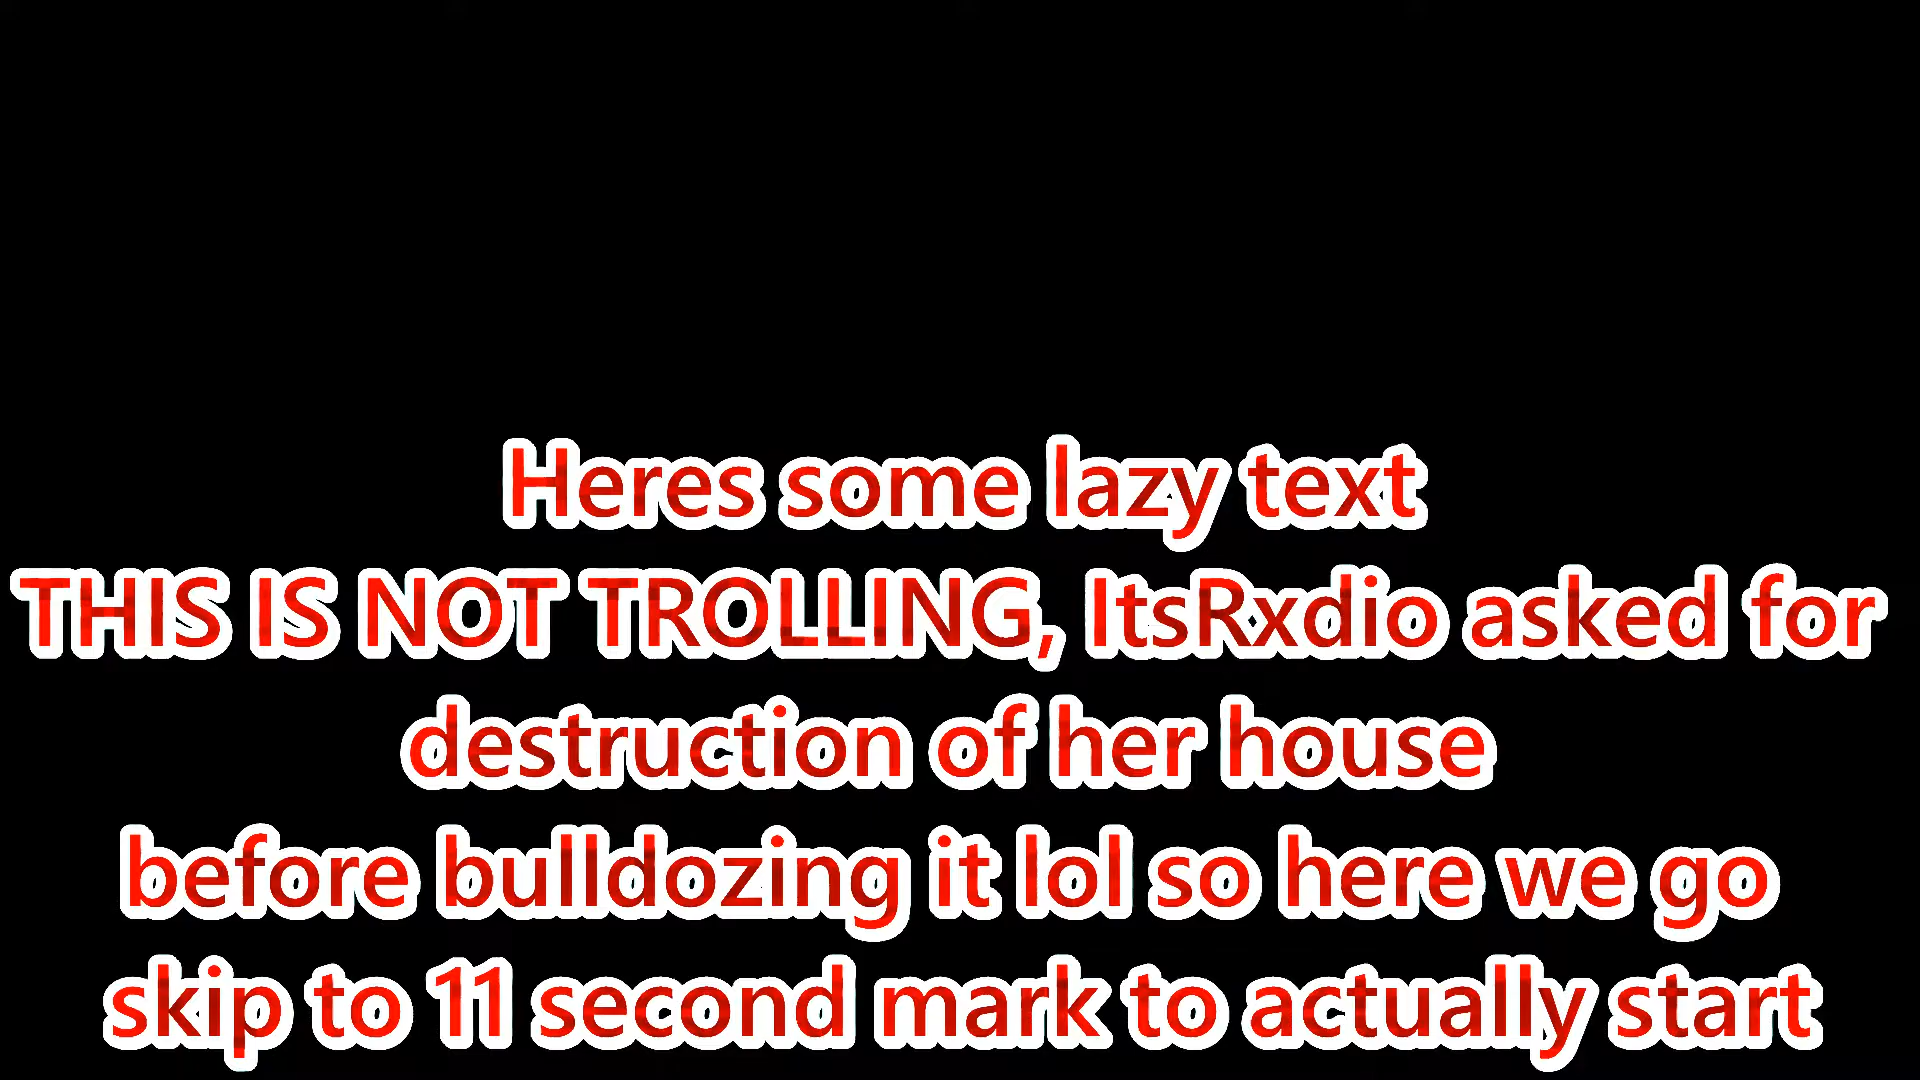 Heres some lazy text
THIS IS NOT TROLLING, ItsRxdio asked for
destruction of her house
before bulldozing it lol so here we go
skip to 11 second mark to actually start